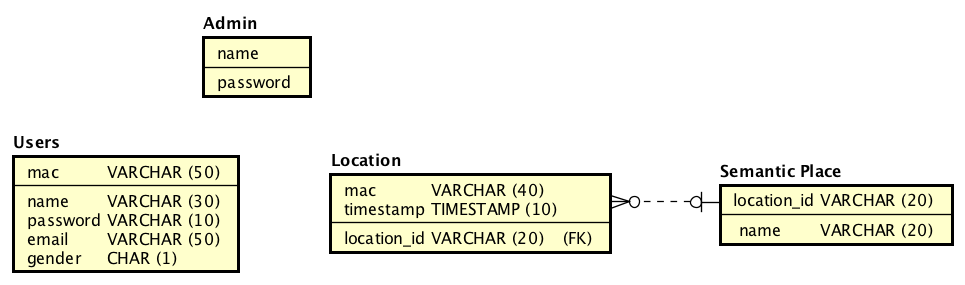 Admin
name
password
Users
mac VARCHAR (50)
name VARCHAR (30)
password VARCHAR (10)
email VARCHAR (50)
gender CHAR (1)
Location
mac VARCHAR (40)
timestamp TIMESTAMP (10)
location_id VARCHAR (20) (FK)
Semantic Place
location_id VARCHAR (20)
name VARCHAR (20)